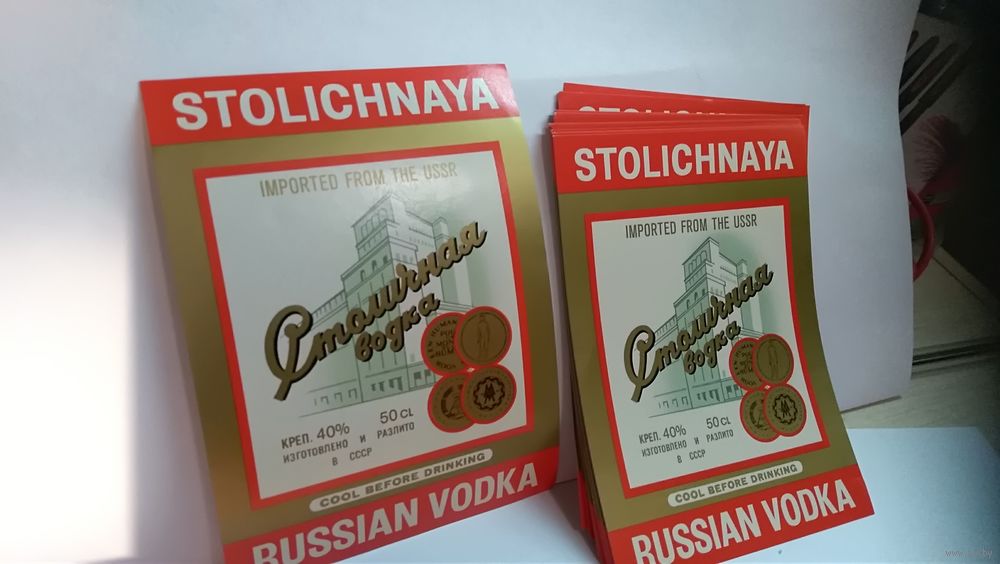 STOLICHNAYA
IMPORTED FROM THE USSR
Столичная
водка
КРЕП. 40% 50 CL
ИЗГОТОВЛЕНО И РАЗЛИТО
В СССР
COOL BEFORE DRINKING
RUSSIAN VODKA
STOLICHNAYA
STOLICHNAYA
IMPORTED FROM THE USSR
Столичная
водка
КРЕП. 40% 50 CL
ИЗГОТОВЛЕНО И РАЗЛИТО
В СССР
COOL BEFORE DRINKING
RUSSIAN VODKA